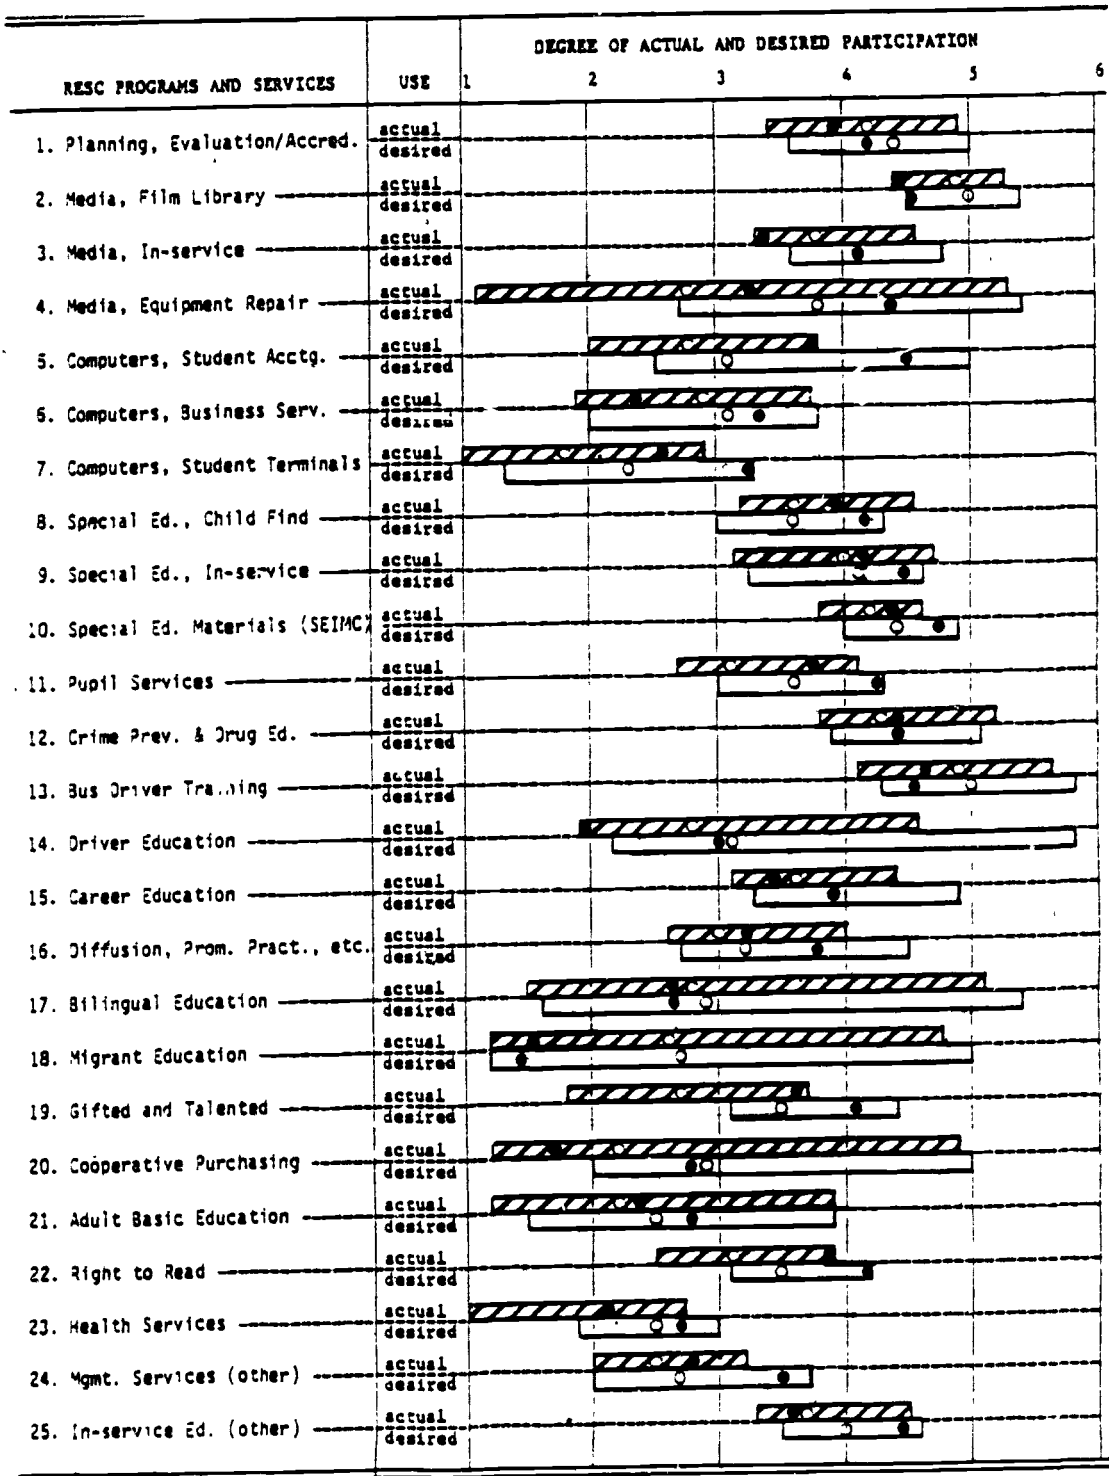 DEGREE OF ACTUAL AND DESIRED PARTICIPATION
RESC PROGRAMS AND SERVICES USE 1 2 3 4 5 6
1. Planning, Evaluation/Accred. actual
desired
2. Media, Film Library actual
desired
3. Media, In-service actual
desired
4. Media, Equipment Repair actual
desired
5. Computers, Student Acctg. actual
desired
6. Computers, Business Serv. actual
desired
7. Computers, Student Terminals actual
desired
8. Special Ed., Child Find actual
desired
9. Special Ed., In-service actual
desired
10. Special Ed. Materials (SEIMC) actual
desired
11. Pupil Services actual
desired
12. Crime Prev. & Drug Ed. actual
desired
13. Bus Driver Training actual
desired
14. Driver Education actual
desired
15. Career Education actual
desired
16. Diffusion, Prom. Pract., etc. actual
desired
17. Bilingual Education actual
desired
18. Migrant Education actual
desired
19. Gifted and Talented actual
desired
20. Cooperative Purchasing actual
desired
21. Adult Basic Education actual
desired
22. Right to Read actual
desired
23. Health Services actual
desired
24. Mgmt. Services (other) actual
desired
25. In-service Ed. (other) actual
desired